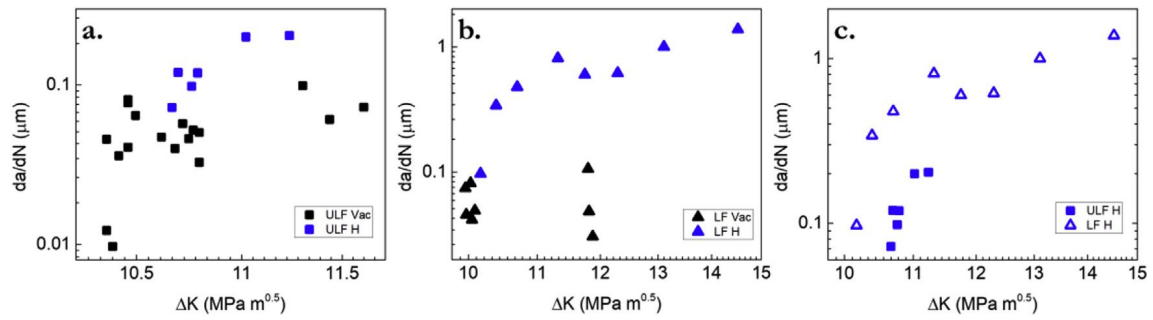 a.
da/dN (μm)
0.1
0.01
ULF Vac
ULF H
10.5 11 11.5
ΔK (MPa m^0.5)
b.
da/dN (μm)
1
0.1
LF Vac
LF H
10 11 12 13 14 15
ΔK (MPa m^0.5)
c.
da/dN (μm)
1
0.1
ULF H
LF H
10 11 12 13 14 15
ΔK (MPa m^0.5)